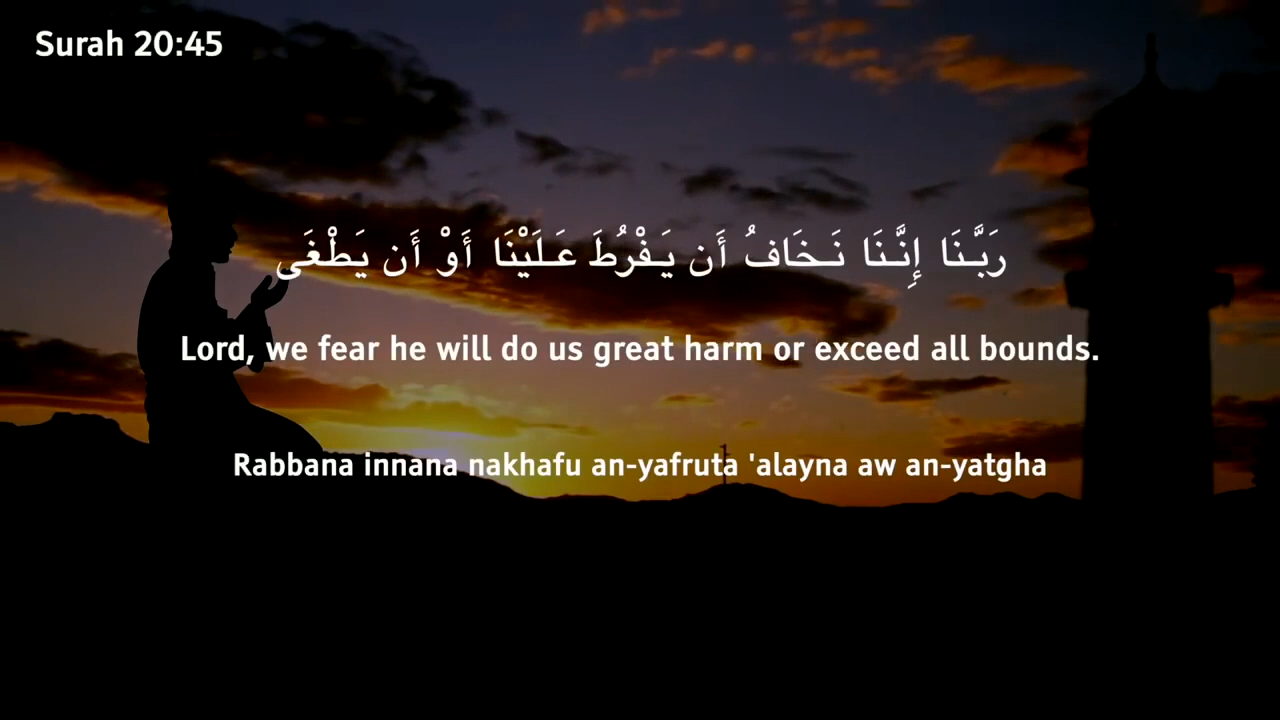 Surah 20:45
رَبَّنَا إِنَّنَا نَخَافُ أَن يَفْرُطَ عَلَيْنَا أَوْ أَن يَطْغَى
Lord, we fear he will do us great harm or exceed all bounds.
Rabbana innana nakhafu an-yafruta 'alayna aw an-yatgha